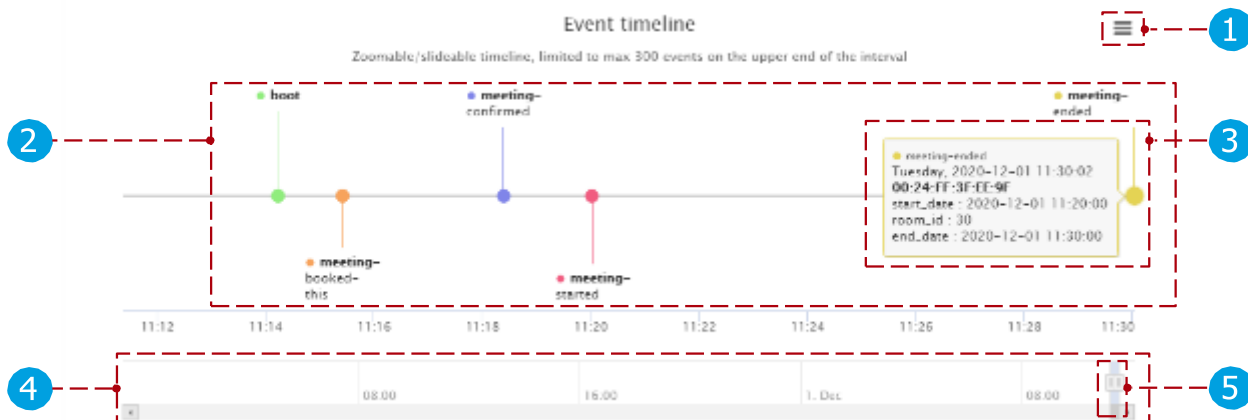 Event timeline
1
Zoomable/slideable timeline, limited to max 300 events on the upper end of the interval
boot
meeting-
confirmed
meeting-
ended
2
3
meeting-ended
Tuesday, 2020-12-01 11:30:02
00:24:FF:3F:EE:9F
start_date : 2020-12-01 11:20:00
room_id : 30
end_date : 2020-12-01 11:30:00
meeting-
booked-
this
meeting-
started
11:12 11:14 11:16 11:18 11:20 11:22 11:24 11:26 11:28 11:30
4
08:00 16:00 1. Dec 08:00
5